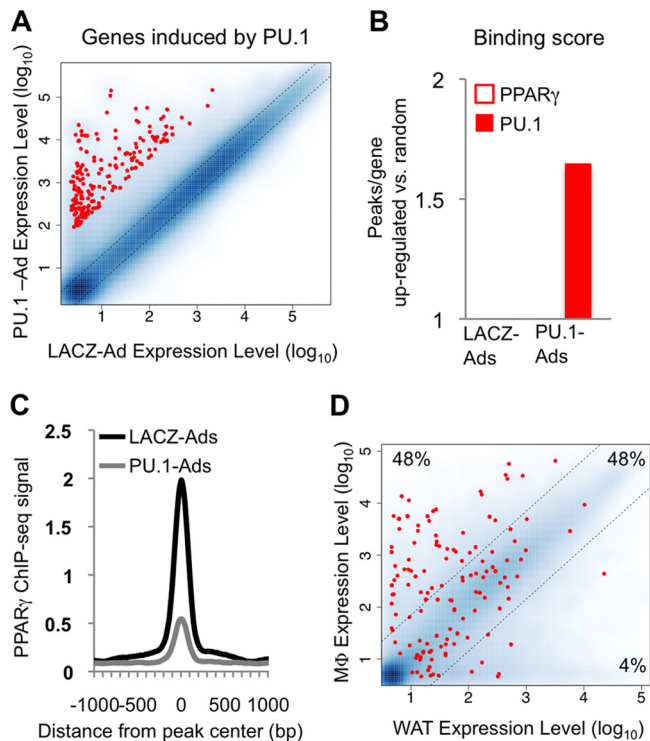 A
Genes induced by PU.1
PU.1 –Ad Expression Level (log10)
5
4
3
2
1
1
2
3
4
5
LACZ-Ad Expression Level (log10)
B
Binding score
Peaks/gene
up-regulated vs. random
2
1.5
1
PPARγ
PU.1
LACZ-
Ads
PU.1-
Ads
C
PPARγ ChIP-seq signal
2.5
2
1.5
1
0.5
0
LACZ-Ads
PU.1-Ads
-1000-500
0
500
1000
Distance from peak center (bp)
D
MΦ Expression Level (log10)
5
4
3
2
1
48%
48%
4%
1
2
3
4
5
WAT Expression Level (log10)